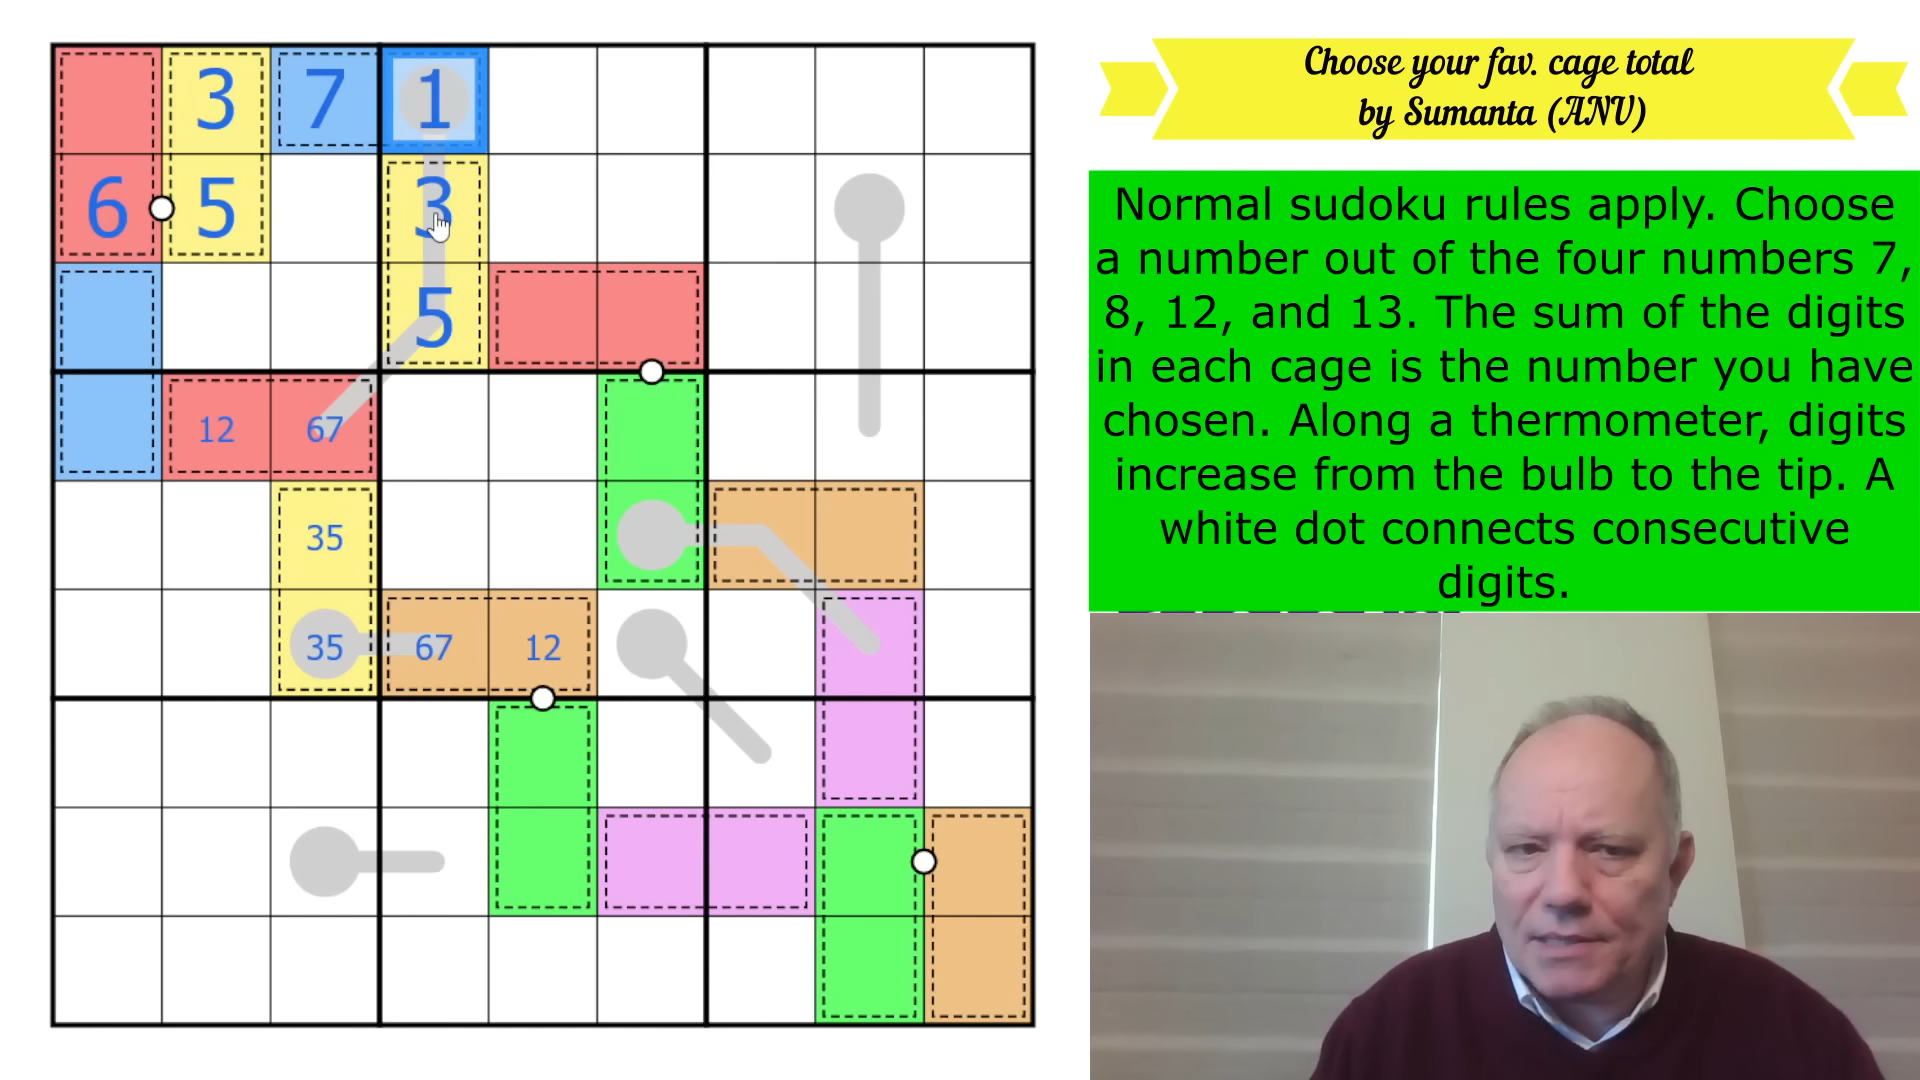 Choose your fav. cage total
by Sumanta (ANV)
Normal sudoku rules apply. Choose
a number out of the four numbers 7,
8, 12, and 13. The sum of the digits
in each cage is the number you have
chosen. Along a thermometer, digits
increase from the bulb to the tip. A
white dot connects consecutive
digits.
3 7 1
6 5 3
5
12 67
35
35 67 12